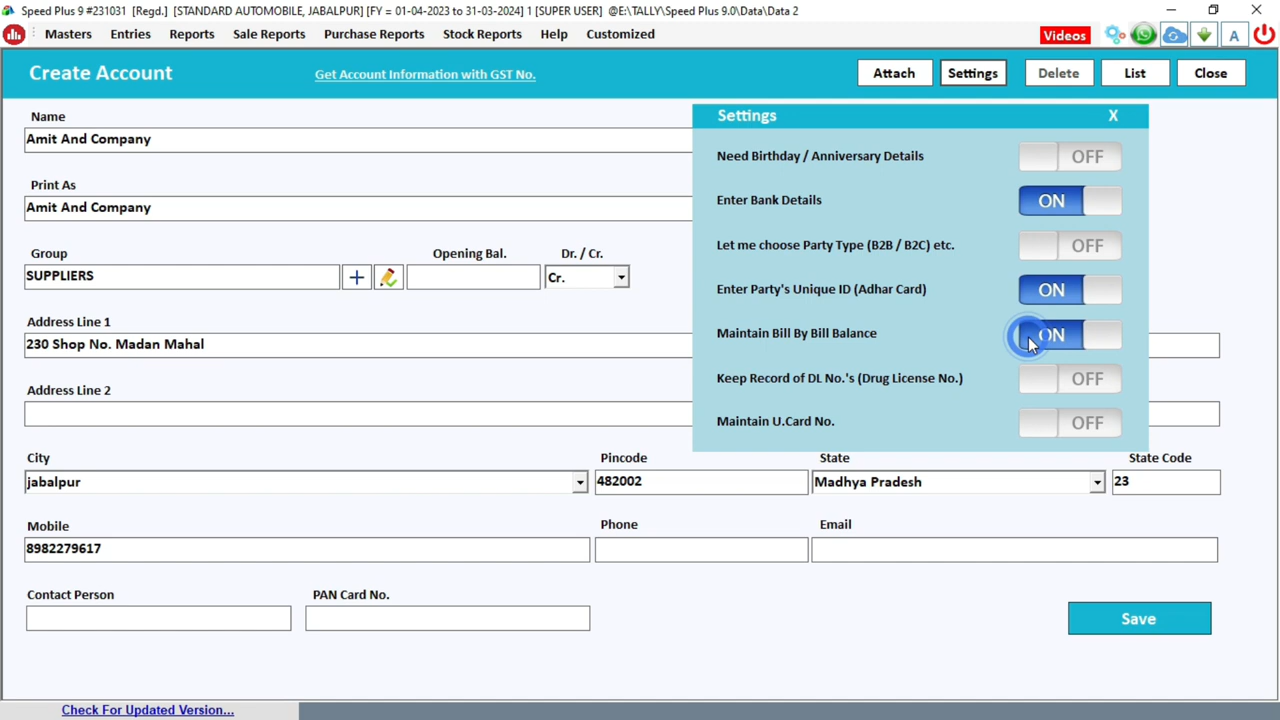 Speed Plus 9 #231031 [Regd.] [STANDARD AUTOMOBILE, JABALPUR] [FY = 01-04-2023 to 31-03-2024] 1 [SUPER USER] @E:\TALLY\Speed Plus 9.0\Data\Data 2
Masters Entries Reports Sale Reports Purchase Reports Stock Reports Help Customized Videos A
Create Account Get Account Information with GST No. Attach Settings Delete List Close
Name
Amit And Company
Print As
Amit And Company
Group Opening Bal. Dr. / Cr.
SUPPLIERS Cr.
Address Line 1
230 Shop No. Madan Mahal
Address Line 2
Settings X
Need Birthday / Anniversary Details OFF
Enter Bank Details ON
Let me choose Party Type (B2B / B2C) etc. OFF
Enter Party's Unique ID (Adhar Card) ON
Maintain Bill By Bill Balance ON
Keep Record of DL No.'s (Drug License No.) OFF
Maintain U.Card No. OFF
City Pincode State State Code
jabalpur 482002 Madhya Pradesh 23
Mobile Phone Email
8982279617
Contact Person PAN Card No.
Save
Check For Updated Version...